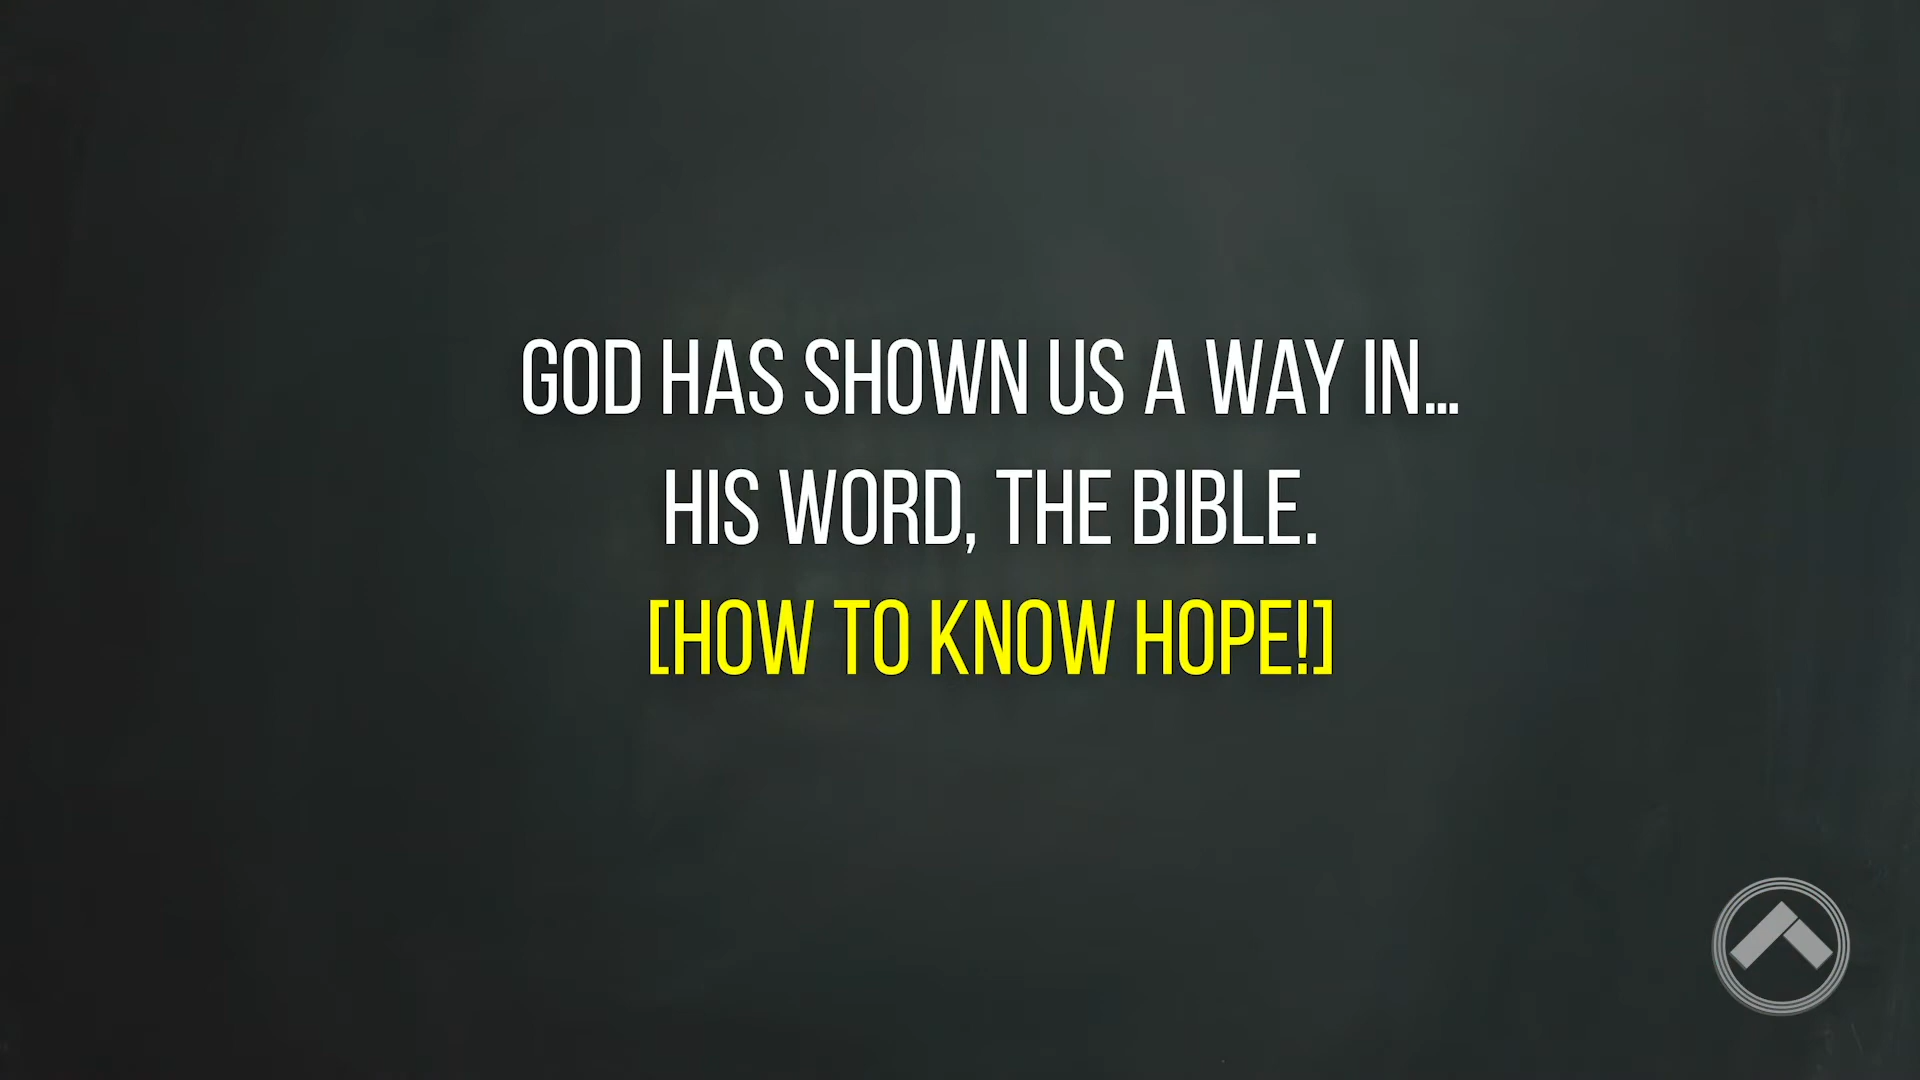 GOD HAS SHOWN US A WAY IN...
HIS WORD, THE BIBLE.
[HOW TO KNOW HOPE!]